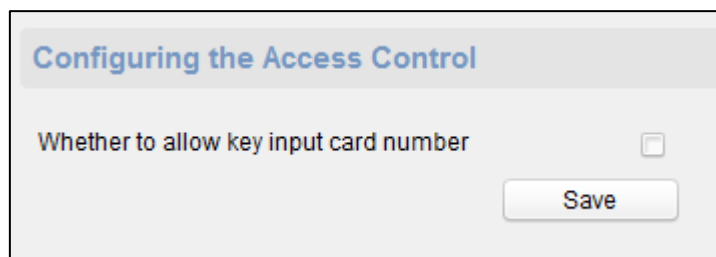 Configuring the Access Control
Whether to allow key input card number
Save